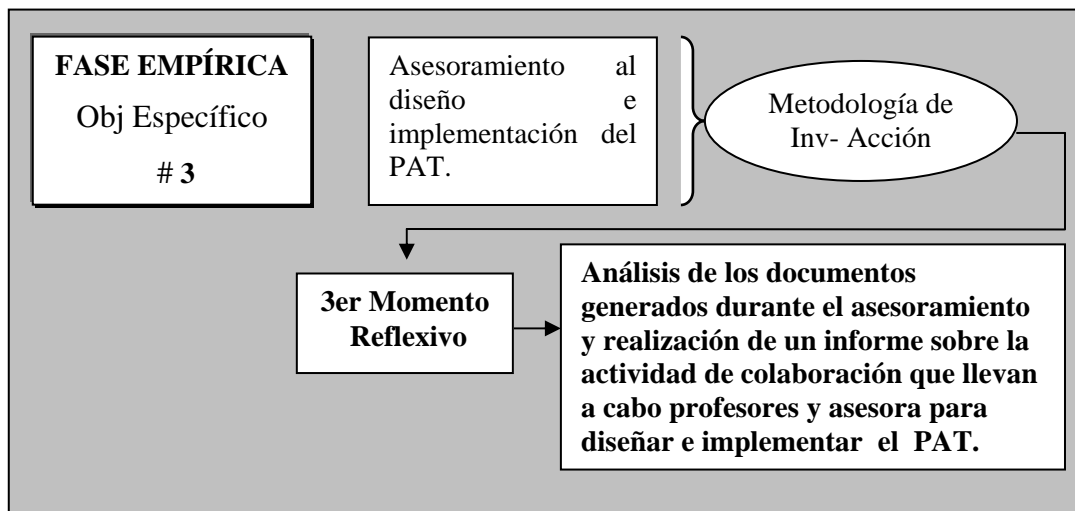 FASE EMPÍRICA
Obj Específico
# 3
Asesoramiento al
diseño e
implementación del
PAT.
Metodología de
Inv- Acción
3er Momento
Reflexivo
Análisis de los documentos
generados durante el asesoramiento
y realización de un informe sobre la
actividad de colaboración que llevan
a cabo profesores y asesora para
diseñar e implementar el PAT.